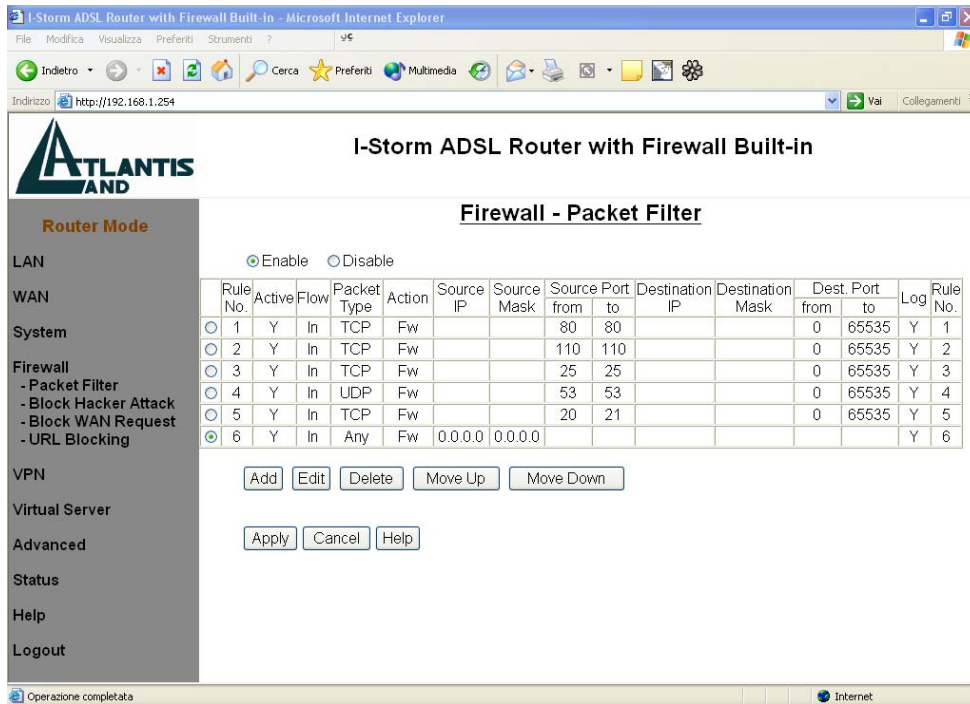 I-Storm ADSL Router with Firewall Built-in - Microsoft Internet Explorer
File Modifica Visualizza Preferiti Strumenti ?
Indietro Cerca Preferiti Multimedia
Indirizzo http://192.168.1.254 Vai Collegamenti
ATLANTIS LAND
I-Storm ADSL Router with Firewall Built-in
Router Mode
LAN
WAN
System
Firewall
- Packet Filter
- Block Hacker Attack
- Block WAN Request
- URL Blocking
VPN
Virtual Server
Advanced
Status
Help
Logout
Firewall - Packet Filter
Enable Disable
Rule No. Active Flow Packet Type Action Source IP Source Mask Source Port from to Destination IP Destination Mask Dest. Port from to Log Rule No.
1 Y In TCP Fw 80 80 0 65535 Y 1
2 Y In TCP Fw 110 110 0 65535 Y 2
3 Y In TCP Fw 25 25 0 65535 Y 3
4 Y In UDP Fw 53 53 0 65535 Y 4
5 Y In TCP Fw 20 21 0 65535 Y 5
6 Y In Any Fw 0.0.0.0 0.0.0.0 Y 6
Add Edit Delete Move Up Move Down
Apply Cancel Help
Operazione completata Internet